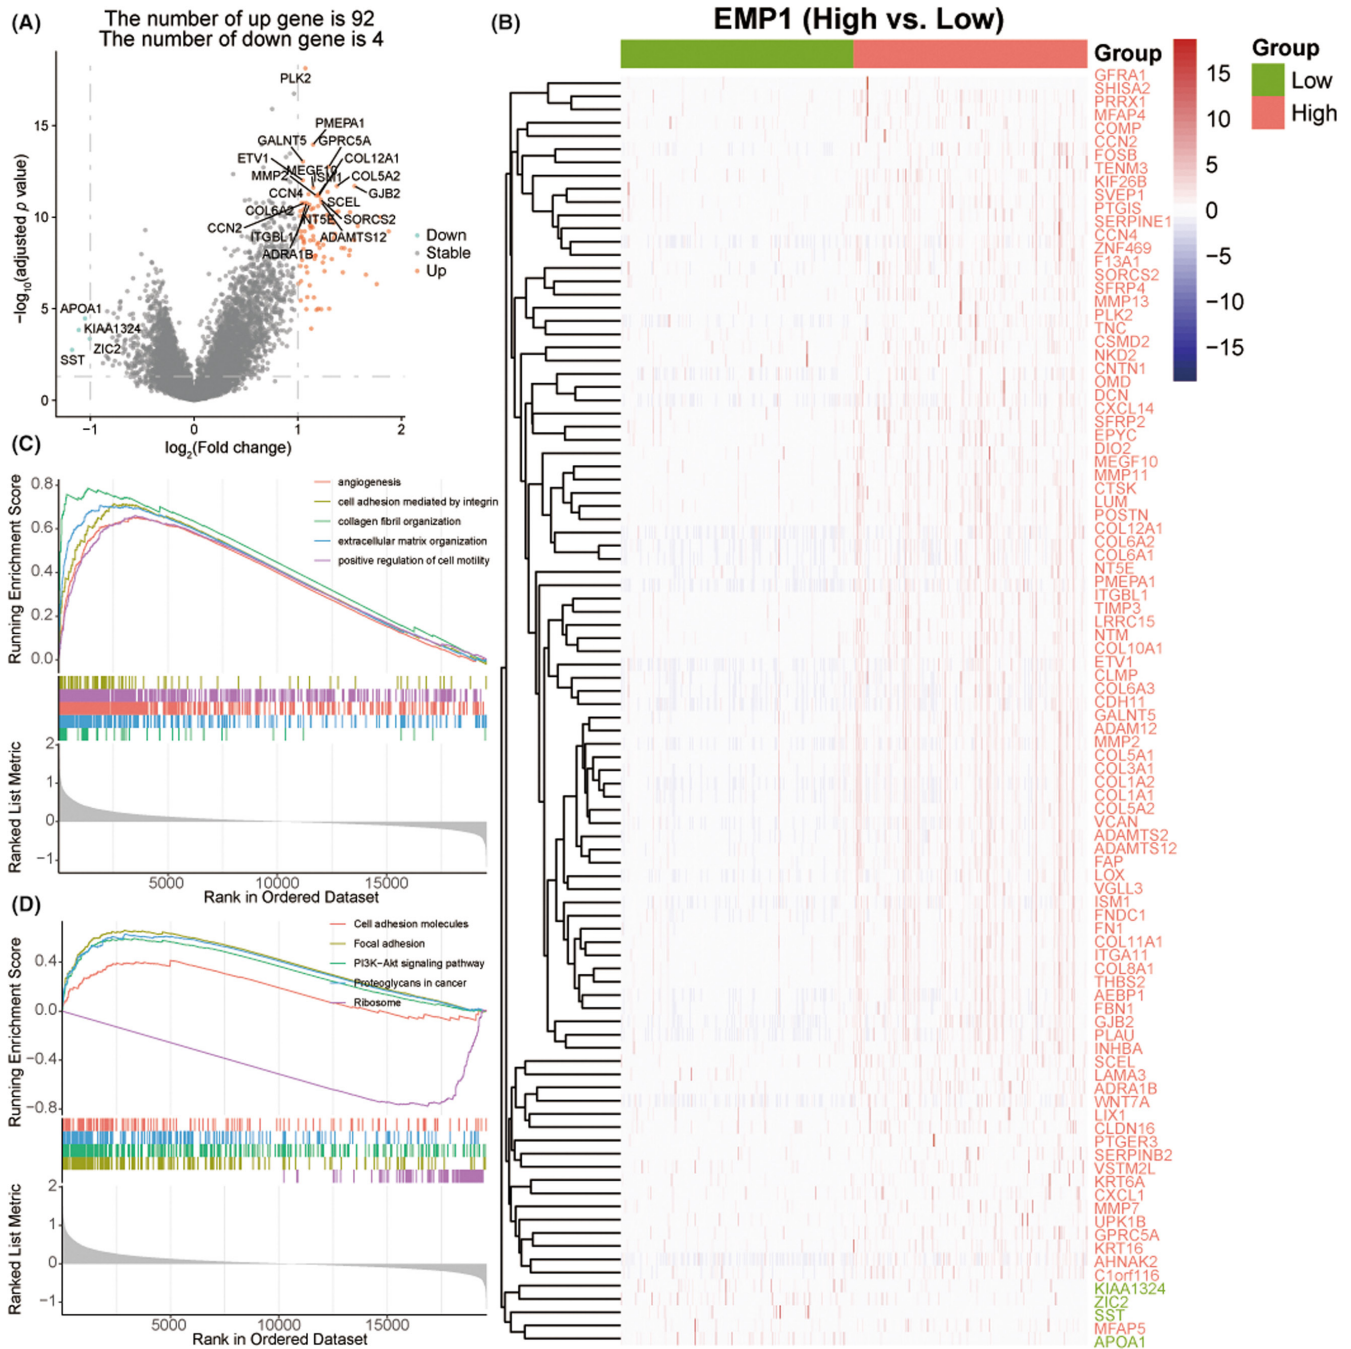 (A)
The number of up gene is 92
The number of down gene is 4
PLK2
PMEPA1
GALNT5
GPRC5A
ETV1
COL12A1
MMP2
MEGF10
ISM1
COL5A2
CCN4
GJB2
SCEL
COL6A2
NT5E
SORCS2
CCN2
ITGBL1
ADAMTS12
ADRA1B
APOA1
KIAA1324
ZIC2
SST
Down
Stable
Up
−log10(adjusted p value)
15
10
5
0
−1
0
1
2
log2(Fold change)
(B)
EMP1 (High vs. Low)
Group
GFRA1
SHISA2
PRRX1
MFAP4
COMP
CCN2
FOSB
TENM3
KIF26B
SVEP1
PTGIS
SERPINE1
CCN4
ZNF469
F13A1
SORCS2
SFRP4
MMP13
PLK2
TNC
CSMD2
NKD2
CNTN1
OMD
DCN
CXCL14
SFRP2
EPYC
DIO2
MEGF10
MMP11
CTSK
LUM
POSTN
COL12A1
COL6A2
COL6A1
NT5E
PMEPA1
ITGBL1
TIMP3
LRRC15
NTM
COL10A1
ETV1
CLMP
COL6A3
CDH11
GALNT5
ADAM12
MMP2
COL5A1
COL3A1
COL1A2
COL1A1
COL5A2
VCAN
ADAMTS2
ADAMTS12
FAP
LOX
VGLL3
ISM1
FNDC1
FN1
COL11A1
ITGA11
COL8A1
THBS2
AEBP1
FBN1
GJB2
PLAU
INHBA
SCEL
LAMA3
ADRA1B
WNT7A
LIX1
CLDN16
PTGER3
SERPINB2
VSTM2L
KRT6A
CXCL1
MMP7
UPK1B
GPRC5A
KRT16
AHNAK2
C1orf116
KIAA1324
ZIC2
SST
MFAP5
APOA1
15
10
5
0
−5
−10
−15
Group
Low
High
(C)
angiogenesis
cell adhesion mediated by integrin
collagen fibril organization
extracellular matrix organization
positive regulation of cell motility
Running Enrichment Score
0.8
0.6
0.4
0.2
0.0
Ranked List Metric
2
1
0
−1
5000
10000
15000
Rank in Ordered Dataset
(D)
Cell adhesion molecules
Focal adhesion
PI3K−Akt signaling pathway
Proteoglycans in cancer
Ribosome
Running Enrichment Score
0.4
0.0
−0.4
−0.8
Ranked List Metric
2
1
0
−1
5000
10000
15000
Rank in Ordered Dataset